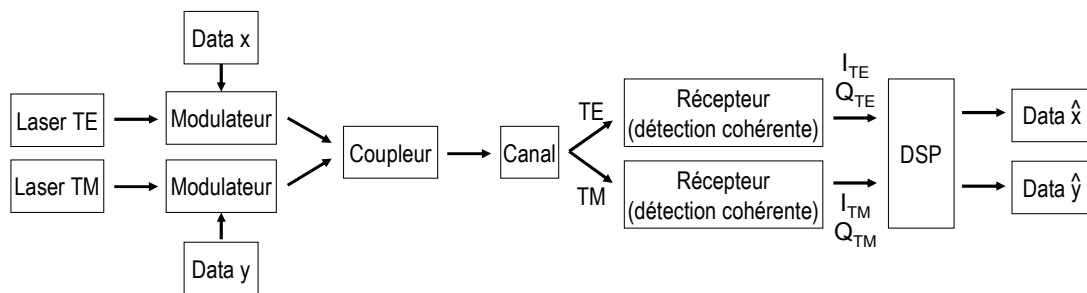 Data x
Laser TE
Modulateur
Laser TM
Modulateur
Data y
Coupleur
Canal
TE
TM
Récepteur
(détection cohérente)
Récepteur
(détection cohérente)
I_TE
Q_TE
I_TM
Q_TM
DSP
Data x̂
Data ŷ